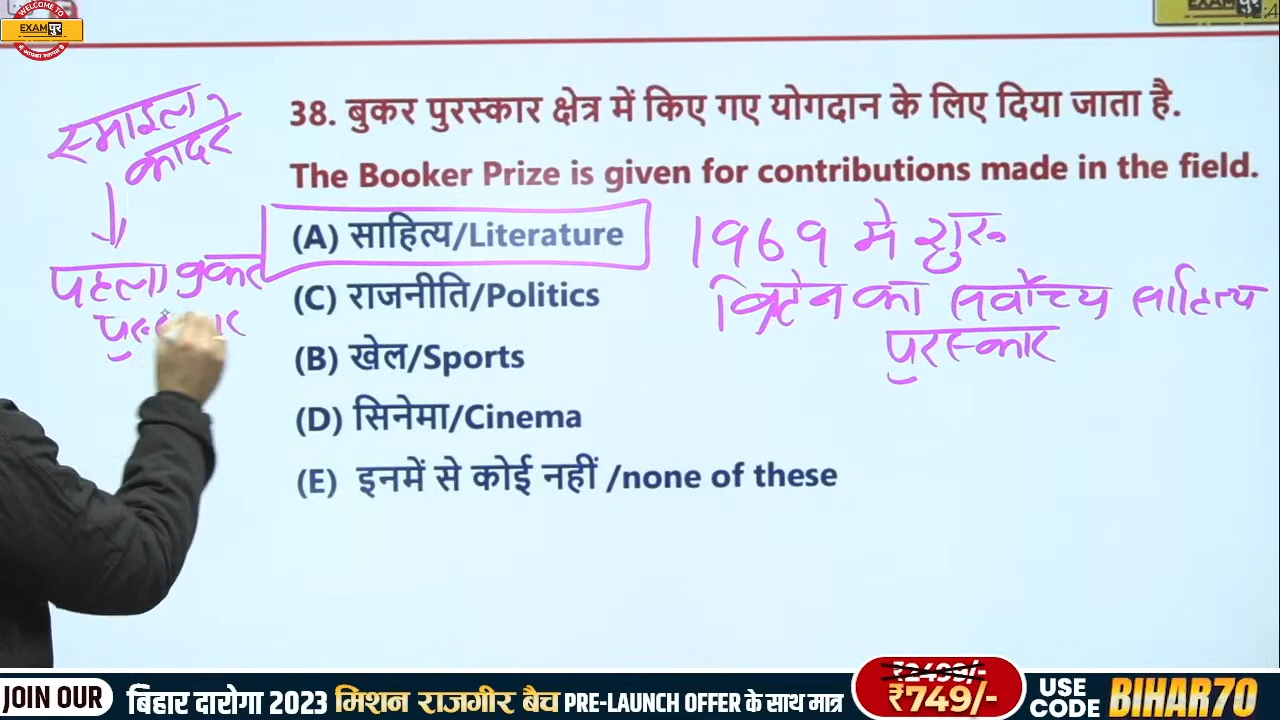 WELCOME TO
EXAMपुर
38. बुकर पुरस्कार क्षेत्र में किए गए योगदान के लिए दिया जाता है.
The Booker Prize is given for contributions made in the field.
(A) साहित्य/Literature
(C) राजनीति/Politics
(B) खेल/Sports
(D) सिनेमा/Cinema
(E) इनमें से कोई नहीं /none of these
स्माइल
कादरे
पहला
1969 मे शुरू
ब्रिटेन का सर्वोच्य साहित्य
पुरस्कार
JOIN OUR
बिहार दारोगा 2023 मिशन राजगीर बैच PRE-LAUNCH OFFER के साथ मात्र
₹2499/-
₹749/-
USE
CODE
BIHAR70